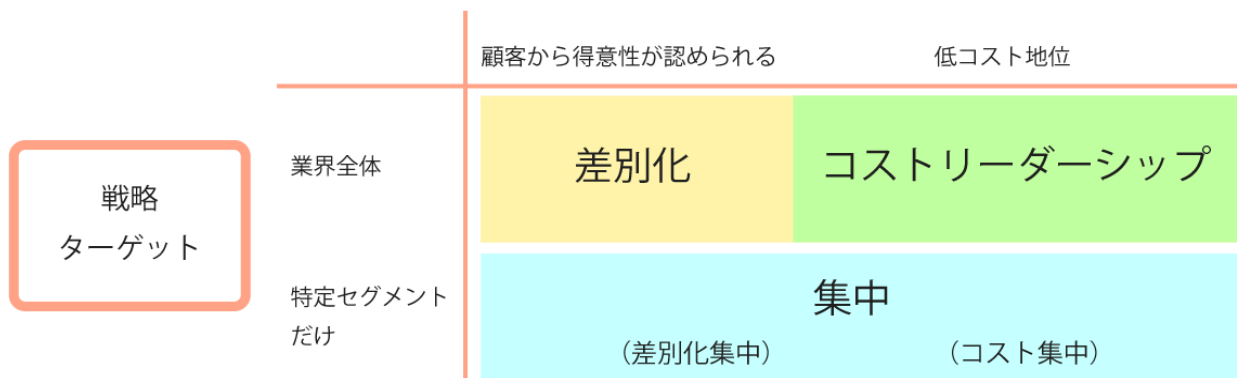 顧客から得意性が認められる
低コスト地位
戦略
ターゲット
業界全体
差別化
コストリーダーシップ
特定セグメント
だけ
集中
（差別化集中）
（コスト集中）